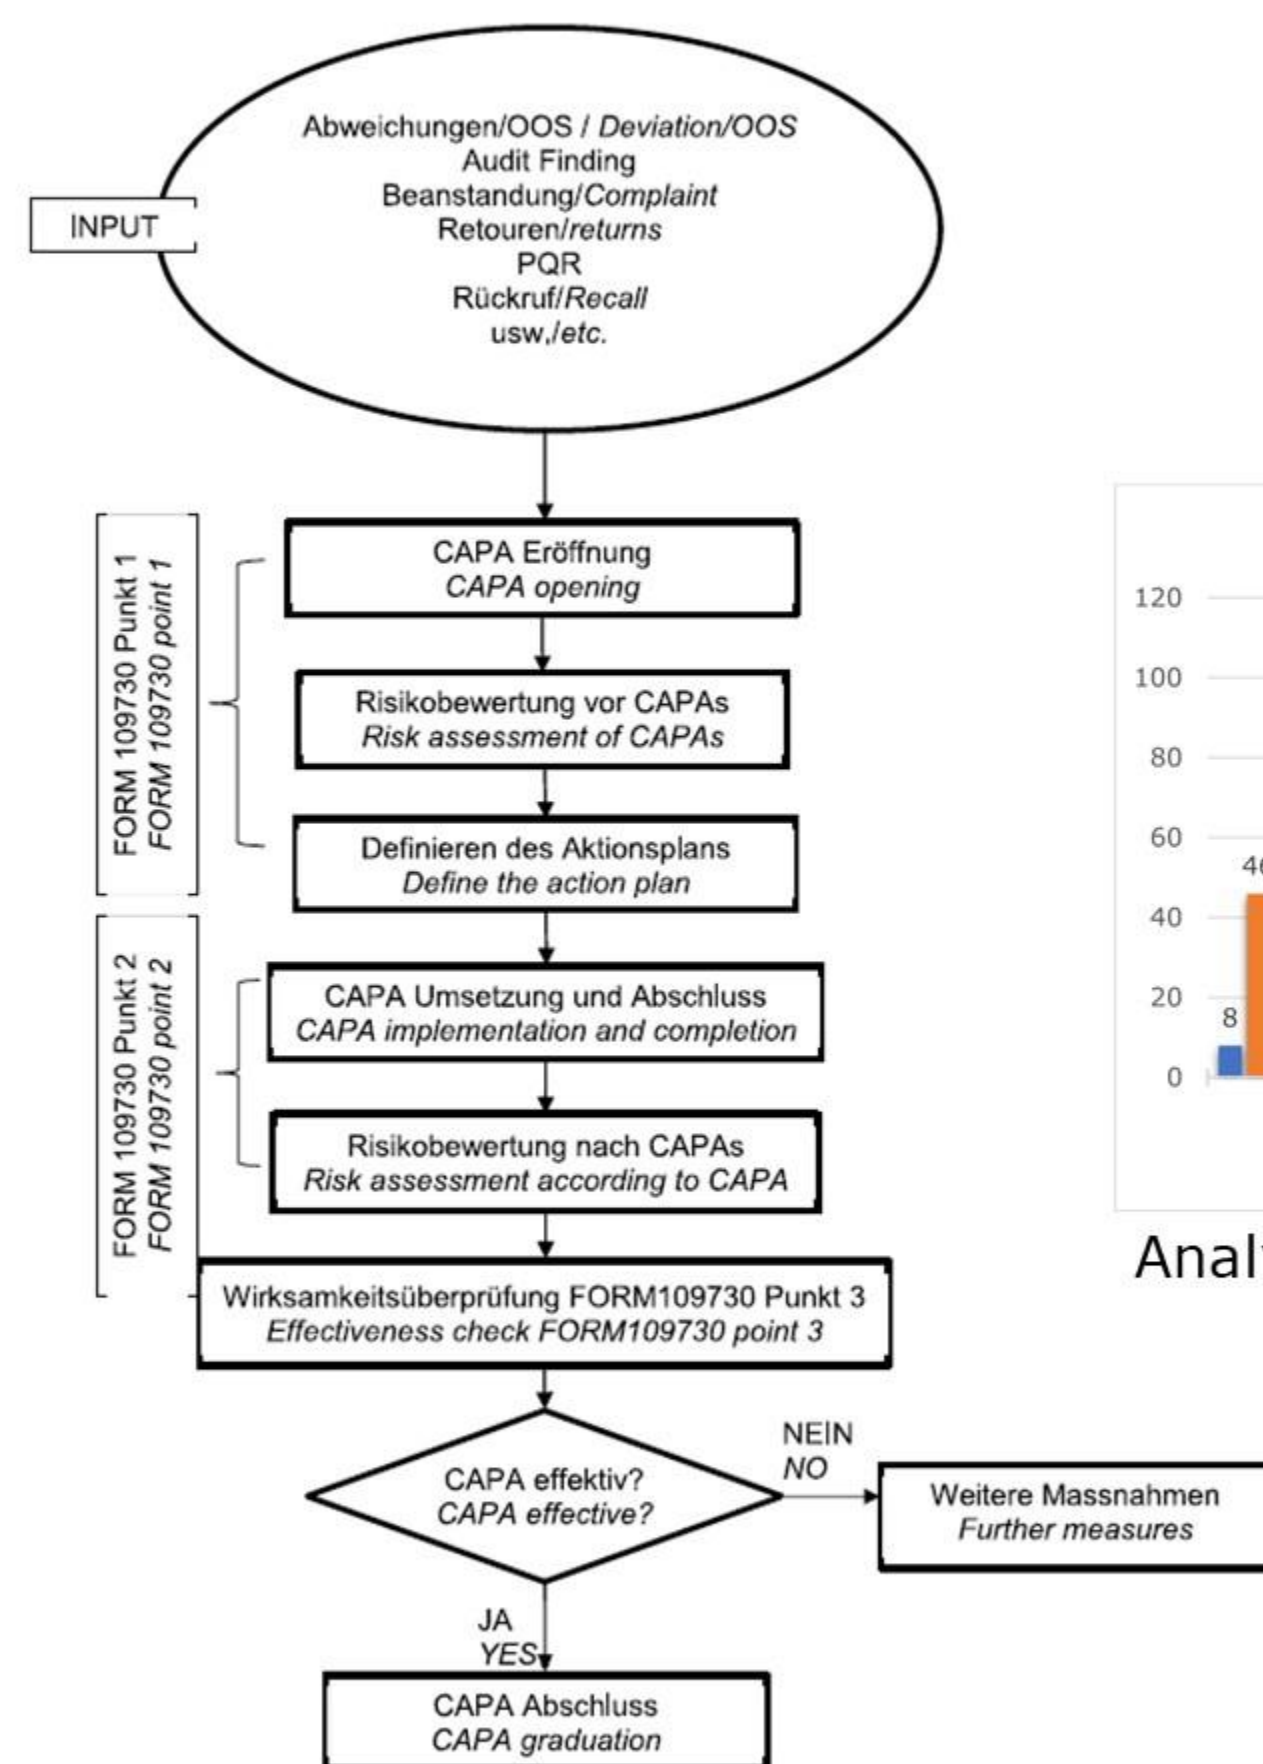 Abweichungen/OOS / Deviation/OOS
Audit Finding
Beanstandung/Complaint
Retouren/returns
PQR
Rückruf/Recall
usw,/etc.
INPUT
FORM 109730 Punkt 1
FORM 109730 point 1
CAPA Eröffnung
CAPA opening
Risikobewertung vor CAPAs
Risk assessment of CAPAs
Definieren des Aktionsplans
Define the action plan
FORM 109730 Punkt 2
FORM 109730 point 2
CAPA Umsetzung und Abschluss
CAPA implementation and completion
Risikobewertung nach CAPAs
Risk assessment according to CAPA
Wirksamkeitsüberprüfung FORM109730 Punkt 3
Effectiveness check FORM109730 point 3
CAPA effektiv?
CAPA effective?
NEIN
NO
Weitere Massnahmen
Further measures
JA
YES
CAPA Abschluss
CAPA graduation
120
100
80
60
40
20
0
8